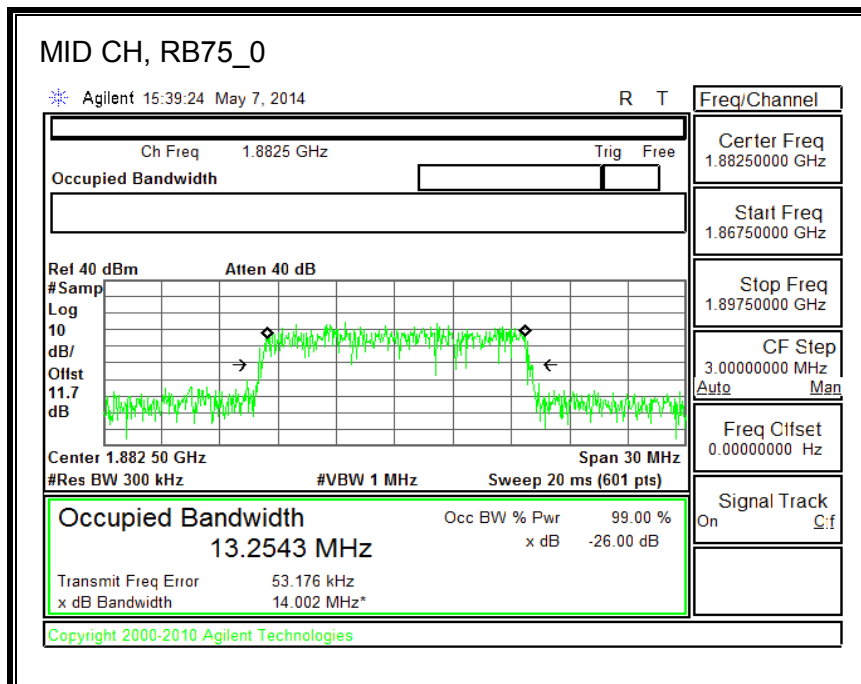 MID CH, RB75_0
Agilent 15:39:24 May 7, 2014 R T
Ch Freq 1.8825 GHz Trig Free
Occupied Bandwidth
Ref 40 dBm Atten 40 dB
#Samp
Log
10
dB/
Offst
11.7
dB
Center 1.882 50 GHz Span 30 MHz
#Res BW 300 kHz #VBW 1 MHz Sweep 20 ms (601 pts)
Occupied Bandwidth Occ BW % Pwr 99.00 %
13.2543 MHz x dB -26.00 dB
Transmit Freq Error 53.176 kHz
x dB Bandwidth 14.002 MHz*
Copyright 2000-2010 Agilent Technologies
Freq/Channel
Center Freq
1.88250000 GHz
Start Freq
1.86750000 GHz
Stop Freq
1.89750000 GHz
CF Step
3.00000000 MHz
Auto Man
Freq Offset
0.00000000 Hz
Signal Track
On Off